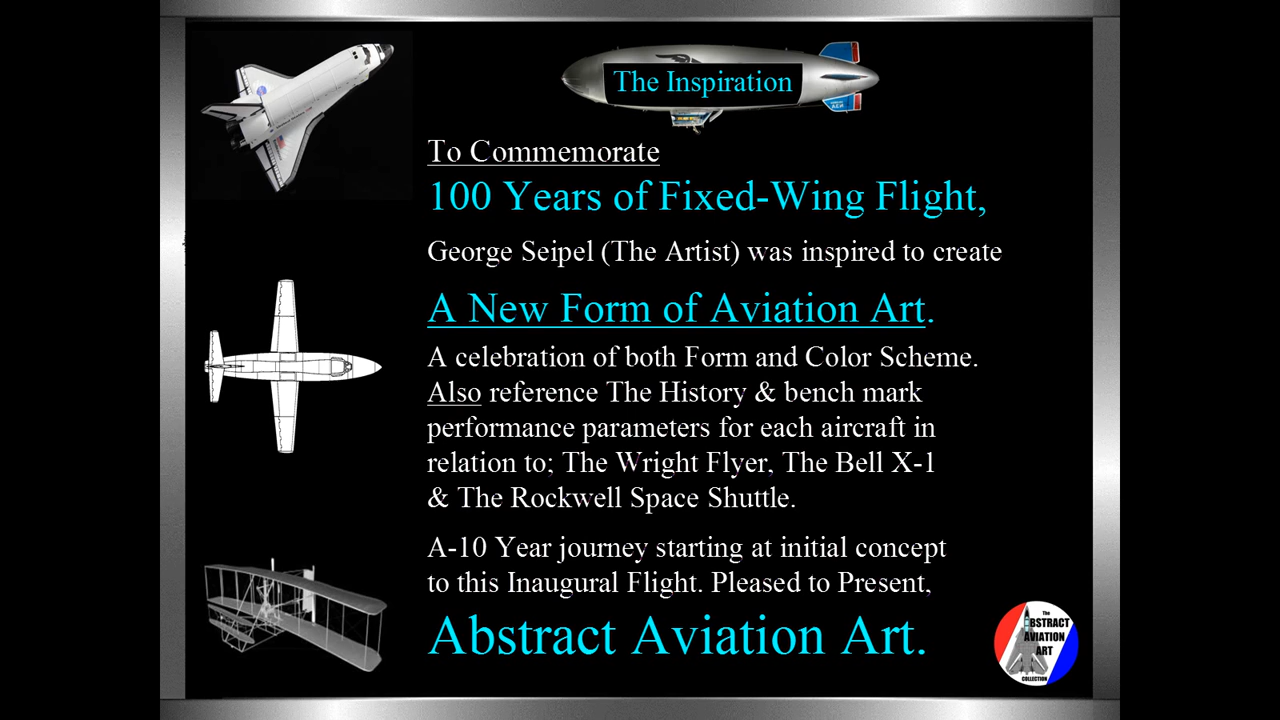 The Inspiration
To Commemorate
100 Years of Fixed-Wing Flight,
George Seipel (The Artist) was inspired to create
A New Form of Aviation Art.
A celebration of both Form and Color Scheme.
Also reference The History & bench mark
performance parameters for each aircraft in
relation to; The Wright Flyer, The Bell X-1
& The Rockwell Space Shuttle.
A-10 Year journey starting at initial concept
to this Inaugural Flight. Pleased to Present,
Abstract Aviation Art.
The
BSTRACT
AVIATION
ART
COLLECTION